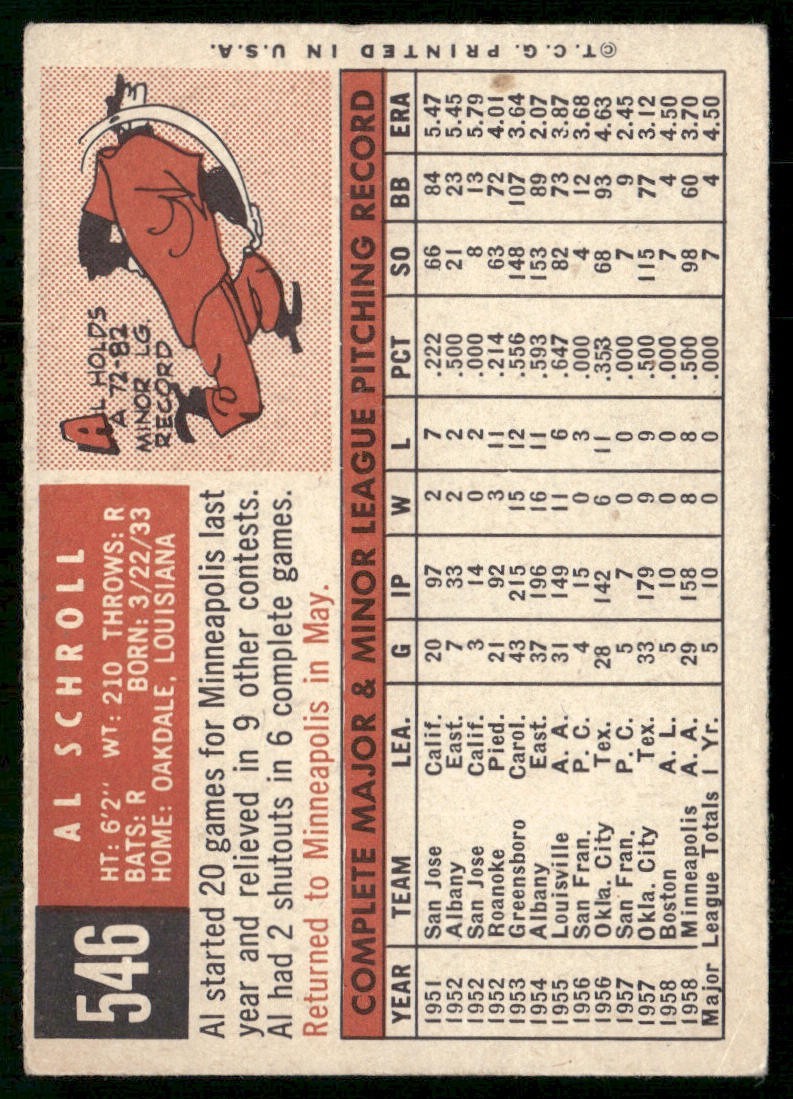 546
AL SCHROLL
HT: 6'2" WT: 210 THROWS: R
BATS: R BORN: 3/22/33
HOME: OAKDALE, LOUISIANA
AL HOLDS
A 72-82
MINOR LG.
RECORD
Al started 20 games for Minneapolis last
year and relieved in 9 other contests.
Al had 2 shutouts in 6 complete games.
Returned to Minneapolis in May.
COMPLETE MAJOR & MINOR LEAGUE PITCHING RECORD
YEAR TEAM LEA. G IP W L PCT SO BB ERA
1951 San Jose Calif. 20 97 2 7 .222 66 84 5.47
1952 Albany East. 7 33 2 2 .500 21 23 5.45
1952 San Jose Calif. 3 14 0 2 .000 8 13 5.79
1952 Roanoke Pied. 21 92 3 11 .214 63 72 4.01
1953 Greensboro Carol. 43 215 15 12 .556 148 107 3.64
1954 Albany East. 37 196 16 11 .593 153 89 2.07
1955 Louisville A. A. 31 149 11 6 .647 82 73 3.87
1956 San Fran. P. C. 4 15 0 3 .000 4 12 3.68
1956 Okla. City Tex. 28 142 6 11 .353 68 93 4.63
1957 San Fran. P.C. 5 7 0 0 .000 7 9 2.45
1957 Okla. City Tex. 33 179 9 9 .500 115 77 3.12
1958 Boston A. L. 5 10 0 0 .000 7 4 4.50
1958 Minneapolis A. A. 29 158 8 8 .500 98 60 3.70
Major League Totals 1 Yr. 5 10 0 0 .000 7 4 4.50
© T. C. G. PRINTED IN U.S.A.